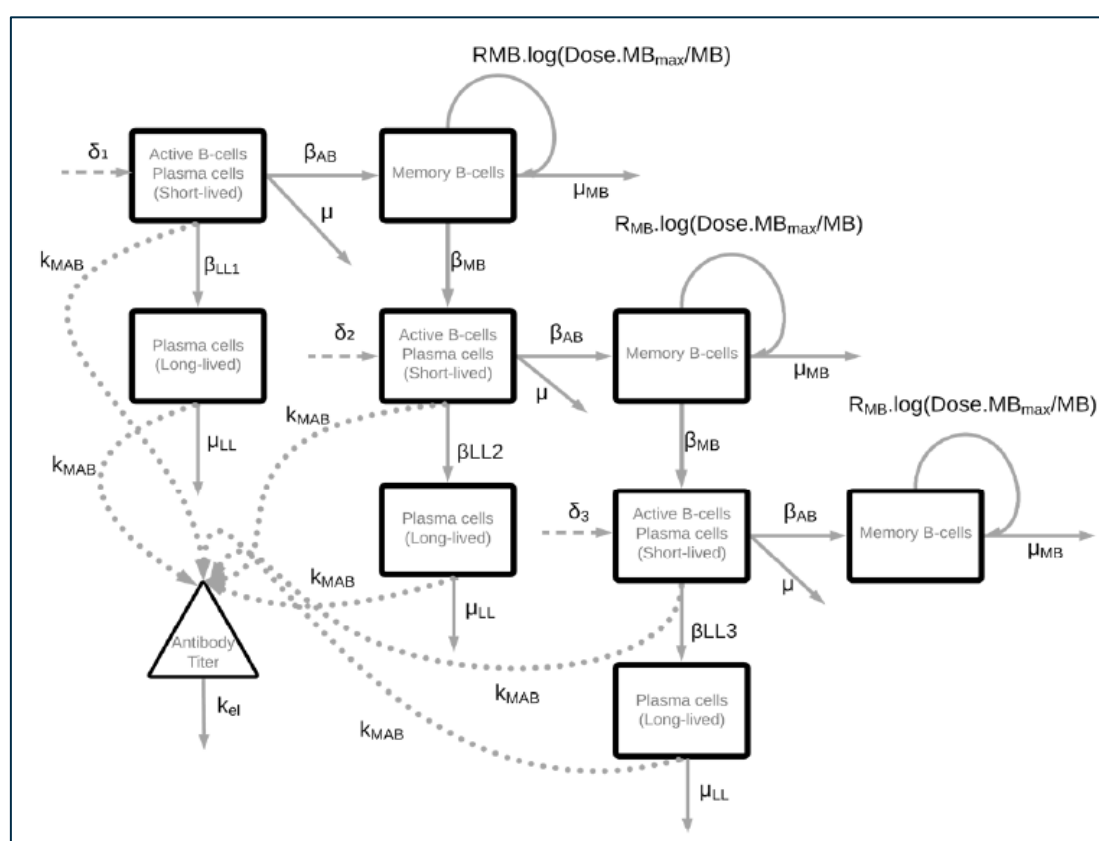 RMB.log(Dose.MBmax/MB)
δ1
Active B-cells
Plasma cells
(Short-lived)
βAB
Memory B-cells
μMB
μ
RMB.log(Dose.MBmax/MB)
kMAB
βLL1
βMB
Plasma cells
(Long-lived)
δ2
Active B-cells
Plasma cells
(Short-lived)
βAB
Memory B-cells
μMB
μ
RMB.log(Dose.MBmax/MB)
kMAB
μLL
kMAB
βLL2
βMB
Plasma cells
(Long-lived)
δ3
Active B-cells
Plasma cells
(Short-lived)
βAB
Memory B-cells
μMB
μ
kMAB
μLL
Antibody
Titer
βLL3
kMAB
kel
kMAB
Plasma cells
(Long-lived)
μLL